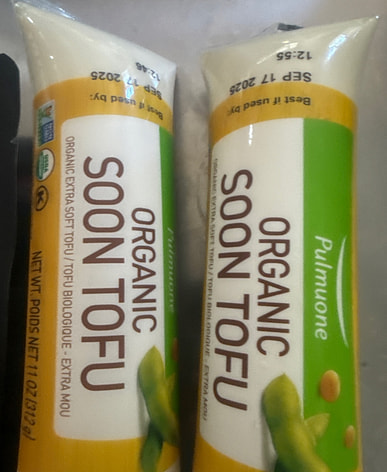 Best if used by:
SEP 17 2025
12:46
Pulmuone
ORGANIC
SOON TOFU
ORGANIC EXTRA SOFT TOFU / TOFU BIOLOGIQUE - EXTRA MOU
NET WT. POIDS NET 11 OZ (312 g)
K
Best if used by:
SEP 17 2025
12:55
Pulmuone
ORGANIC
SOON TOFU
ORGANIC EXTRA SOFT TOFU / TOFU BIOLOGIQUE - EXTRA MOU